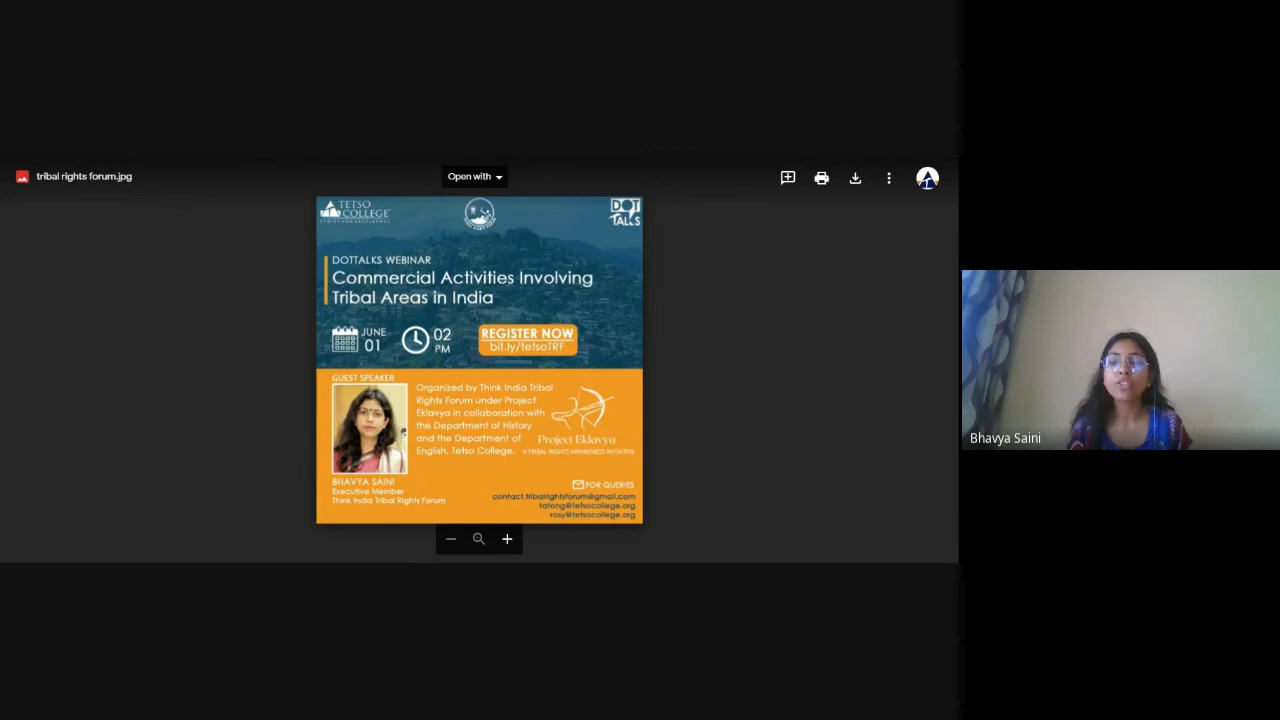 tribal rights forum.jpg
Open with
TETSO
COLLEGE
DOT
TALKS
DOTTALKS WEBINAR
Commercial Activities Involving
Tribal Areas in India
JUNE
01
02
PM
REGISTER NOW
bit.ly/tetsoTRF
GUEST SPEAKER
Organized by Think India Tribal
Rights Forum under Project
Eklavya in collaboration with
the Department of History
and the Department of
English, Tetso College.
Project Eklavya
A TRIBAL RIGHTS AWARENESS INITIATIVE
BHAVYA SAINI
Executive Member
Think India Tribal Rights Forum
FOR QUERIES
contact.tribalrightsforum@gmail.com
tatong@tetsocollege.org
rosy@tetsocollege.org
Bhavya Saini